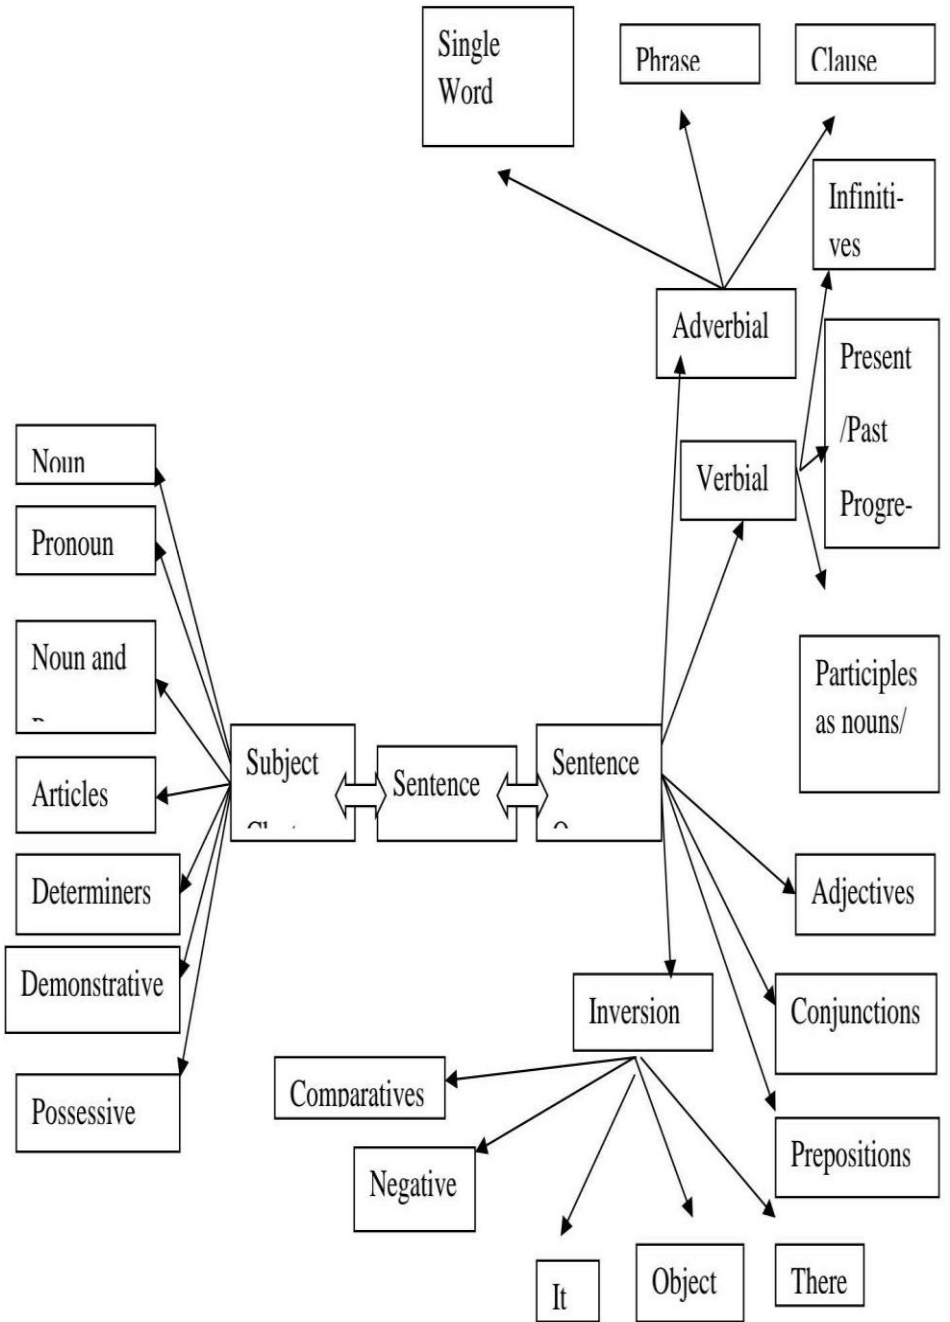 Single
Word
Phrase
Clause
Infiniti-
ves
Adverbial
Present
/Past
Progre-
Verbial
Noun
Pronoun
Noun and
Participles
as nouns/
Subject
Sentence
Sentence
Articles
Determiners
Adjectives
Demonstrative
Inversion
Conjunctions
Comparatives
Possessive
Negative
Prepositions
It
Object
There